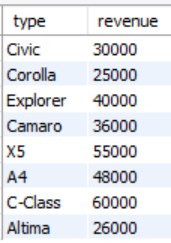 type revenue
Civic 30000
Corolla 25000
Explorer 40000
Camaro 36000
X5 55000
A4 48000
C-Class 60000
Altima 26000